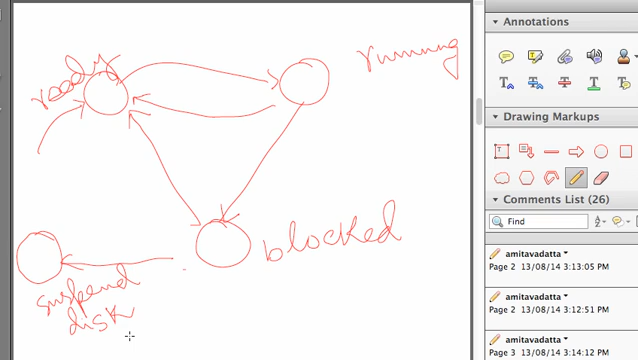 ready
running
blocked
suspend
disk
Annotations
T T T T T
Drawing Markups
T
Comments List (26)
Find
amitavadatta
Page 2 13/08/14 3:13:05 PM
amitavadatta
Page 2 13/08/14 3:12:51 PM
amitavadatta
Page 3 13/08/14 3:14:12 PM